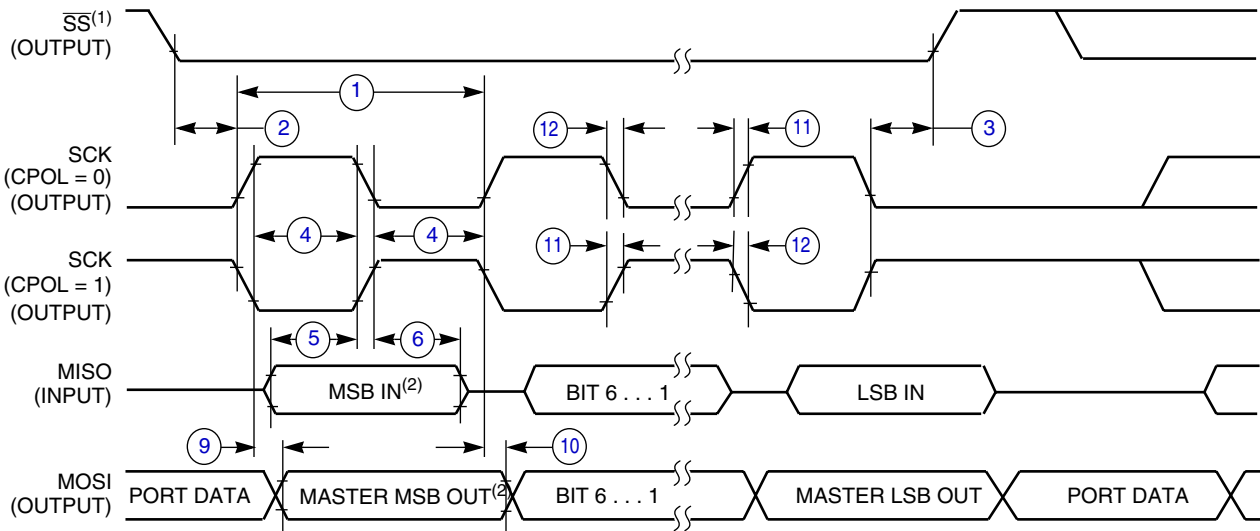 SS(1)
(OUTPUT)
1
2
12
11
3
SCK
(CPOL = 0)
(OUTPUT)
4
4
11
12
SCK
(CPOL = 1)
(OUTPUT)
5
6
MISO
(INPUT)
MSB IN(2)
BIT 6 . . . 1
LSB IN
9
10
MOSI
(OUTPUT)
PORT DATA
MASTER MSB OUT(2
BIT 6 . . . 1
MASTER LSB OUT
PORT DATA